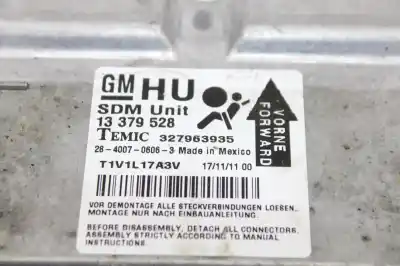 GM HU
SDM Unit
13 379 528
TEMIC 327963935
28-4007-0606-3 Made in Mexico
T1V1L17A3V 17/11/11 00
VORNE
FORWARD
VOR DEMONTAGE ALLE STECKVERBINDUNGEN LOESEN,
MONTAGE NUR NACH EINBAUANLEITUNG.
BEFORE DISASSEMBLY, DETACH ALL CONNECTORS,
ASSEMBLY STRICTLY ACCORDING TO MANUAL
INSTRUCTIONS.